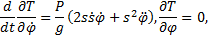 d/dt ∂T/∂φ̇ = P/g (2sṡφ̇ + s²φ̈), ∂T/∂φ = 0,